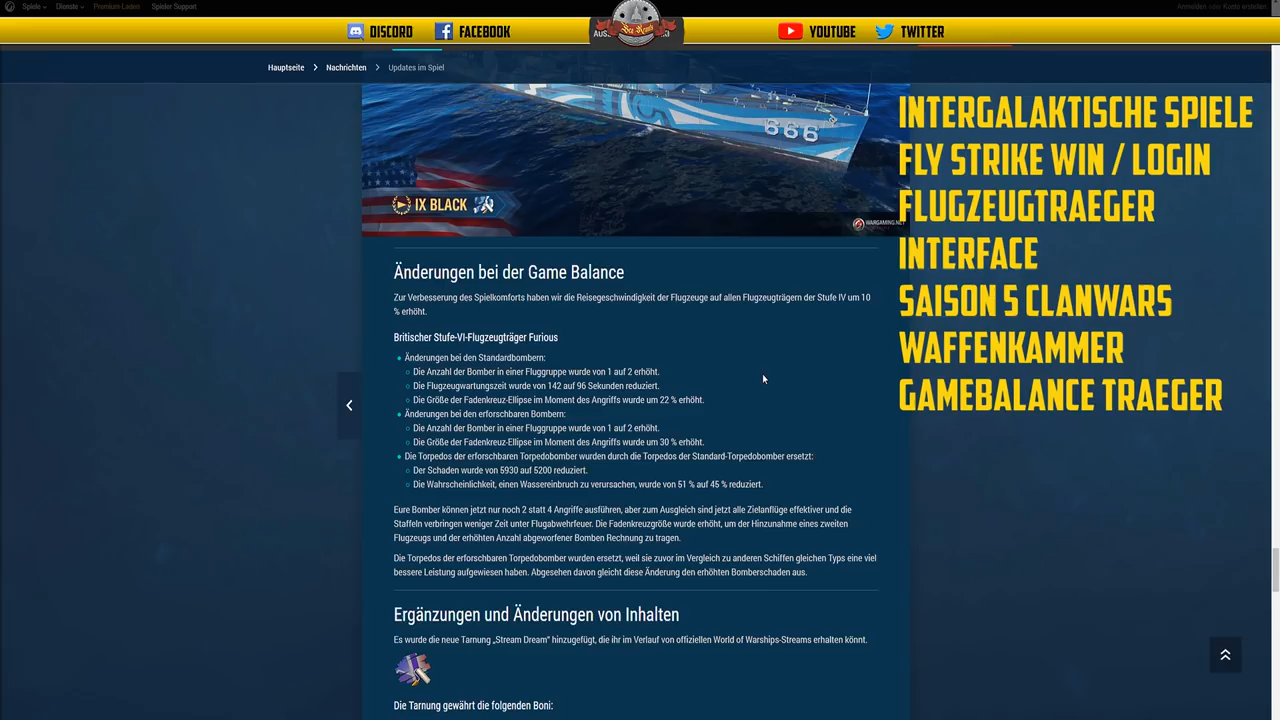 Spiele
Dienste
Premium-Laden
Spieler Support
Anmelden oder Konto erstellen
DISCORD
FACEBOOK
YOUTUBE
TWITTER
Hauptseite
Nachrichten
Updates im Spiel
666
IX BLACK
WARGAMING.NET
INTERGALAKTISCHE SPIELE
FLY STRIKE WIN / LOGIN
FLUGZEUGTRAEGER
INTERFACE
SAISON 5 CLANWARS
WAFFENKAMMER
GAMEBALANCE TRAEGER
Änderungen bei der Game Balance
Zur Verbesserung des Spielkomforts haben wir die Reisegeschwindigkeit der Flugzeuge auf allen Flugzeugträgern der Stufe IV um 10
% erhöht.
Britischer Stufe-VI-Flugzeugträger Furious
Änderungen bei den Standardbombern:
Die Anzahl der Bomber in einer Fluggruppe wurde von 1 auf 2 erhöht.
Die Flugzeugwartungszeit wurde von 142 auf 96 Sekunden reduziert.
Die Größe der Fadenkreuz-Ellipse im Moment des Angriffs wurde um 22 % erhöht.
Änderungen bei den erforschbaren Bombern:
Die Anzahl der Bomber in einer Fluggruppe wurde von 1 auf 2 erhöht.
Die Größe der Fadenkreuz-Ellipse im Moment des Angriffs wurde um 30 % erhöht.
Die Torpedos der erforschbaren Torpedobomber wurden durch die Torpedos der Standard-Torpedobomber ersetzt:
Der Schaden wurde von 5930 auf 5200 reduziert.
Die Wahrscheinlichkeit, einen Wassereinbruch zu verursachen, wurde von 51 % auf 45 % reduziert.
Eure Bomber können jetzt nur noch 2 statt 4 Angriffe ausführen, aber zum Ausgleich sind jetzt alle Zielanflüge effektiver und die
Staffeln verbringen weniger Zeit unter Flugabwehrfeuer. Die Fadenkreuzgröße wurde erhöht, um der Hinzunahme eines zweiten
Flugzeugs und der erhöhten Anzahl abgeworfener Bomben Rechnung zu tragen.
Die Torpedos der erforschbaren Torpedobomber wurden ersetzt, weil sie zuvor im Vergleich zu anderen Schiffen gleichen Typs eine viel
bessere Leistung aufgewiesen haben. Abgesehen davon gleicht diese Änderung den erhöhten Bomberschaden aus.
Ergänzungen und Änderungen von Inhalten
Es wurde die neue Tarnung „Stream Dream“ hinzugefügt, die ihr im Verlauf von offiziellen World of Warships-Streams erhalten könnt.
Die Tarnung gewährt die folgenden Boni: